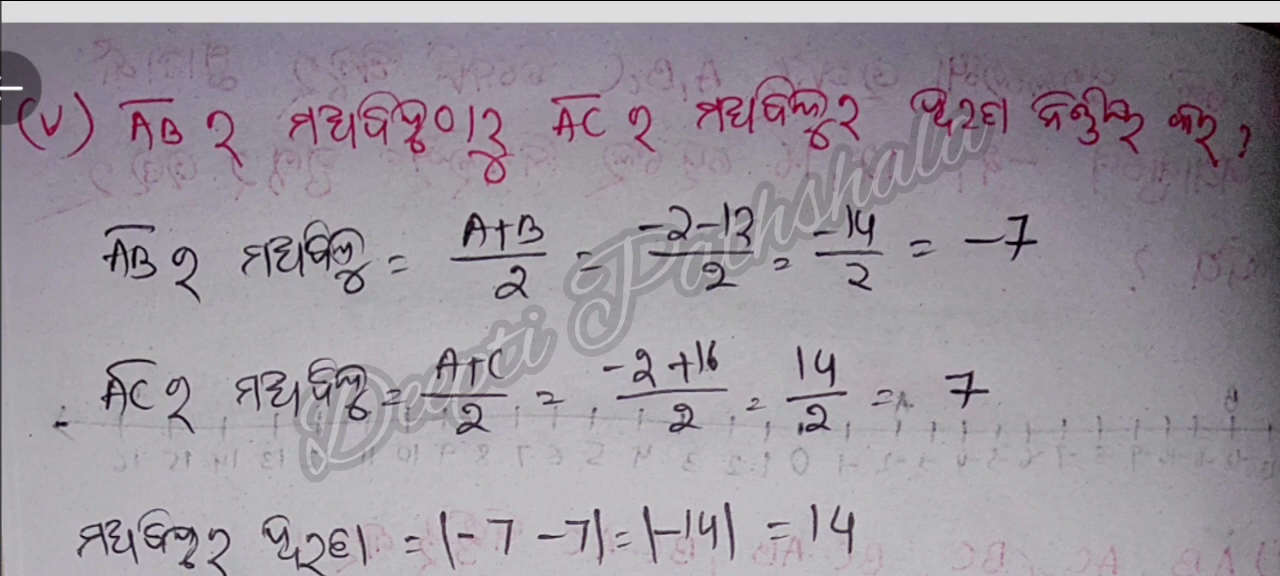 (v) AB ର ମଧ୍ୟବିନ୍ଦୁଠାରୁ AC ର ମଧ୍ୟବିନ୍ଦୁର ଦୂରତା ନିର୍ଣ୍ଣୟ କର ?
AB ର ମଧ୍ୟବିନ୍ଦୁ = A+B/2 = -2-12/2 = -14/2 = -7
AC ର ମଧ୍ୟବିନ୍ଦୁ = A+C/2 = -2+16/2 = 14/2 = 7
ମଧ୍ୟବିନ୍ଦୁର ଦୂରତା = |-7 -7| = |-14| = 14
Deepti Pathshala